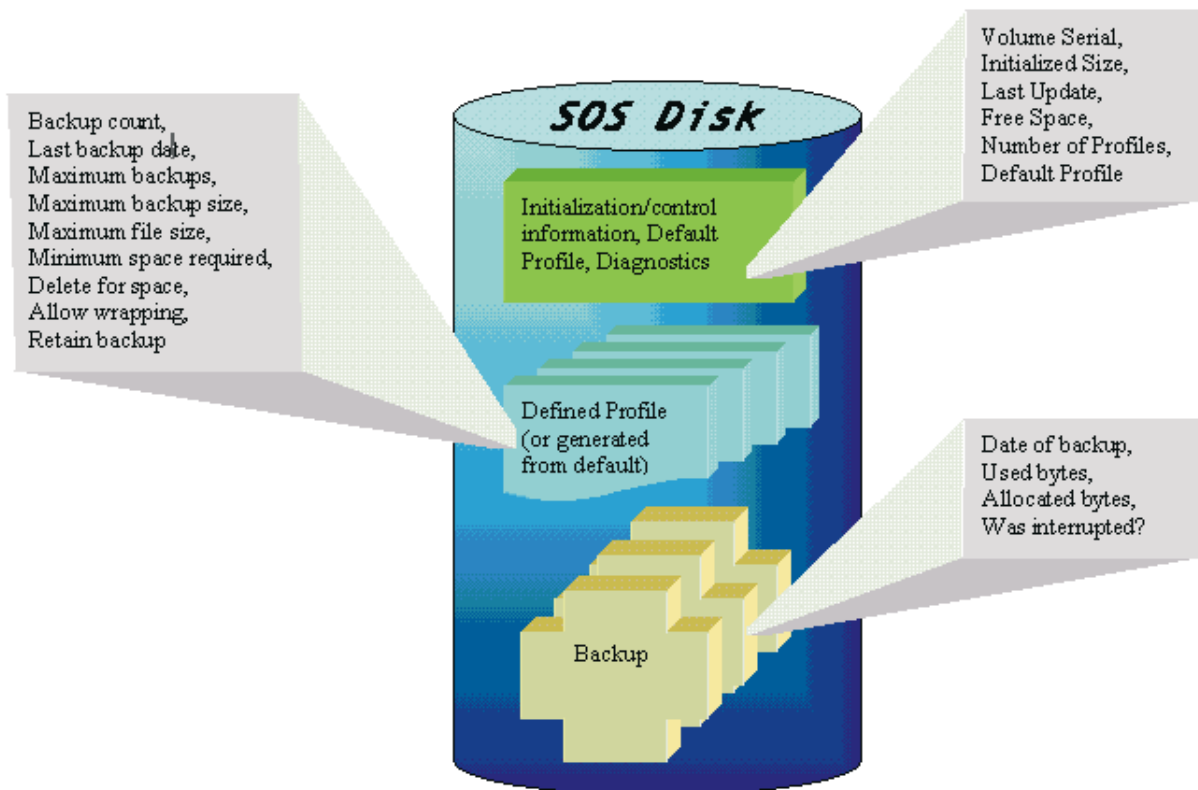 SOS Disk
Backup count,
Last backup date,
Maximum backups,
Maximum backup size,
Maximum file size,
Minimum space required,
Delete for space,
Allow wrapping,
Retain backup
Volume Serial,
Initialized Size,
Last Update,
Free Space,
Number of Profiles,
Default Profile
Initialization/control
information, Default
Profile, Diagnostics
Defined Profile
(or generated
from default)
Date of backup,
Used bytes,
Allocated bytes,
Was interrupted?
Backup